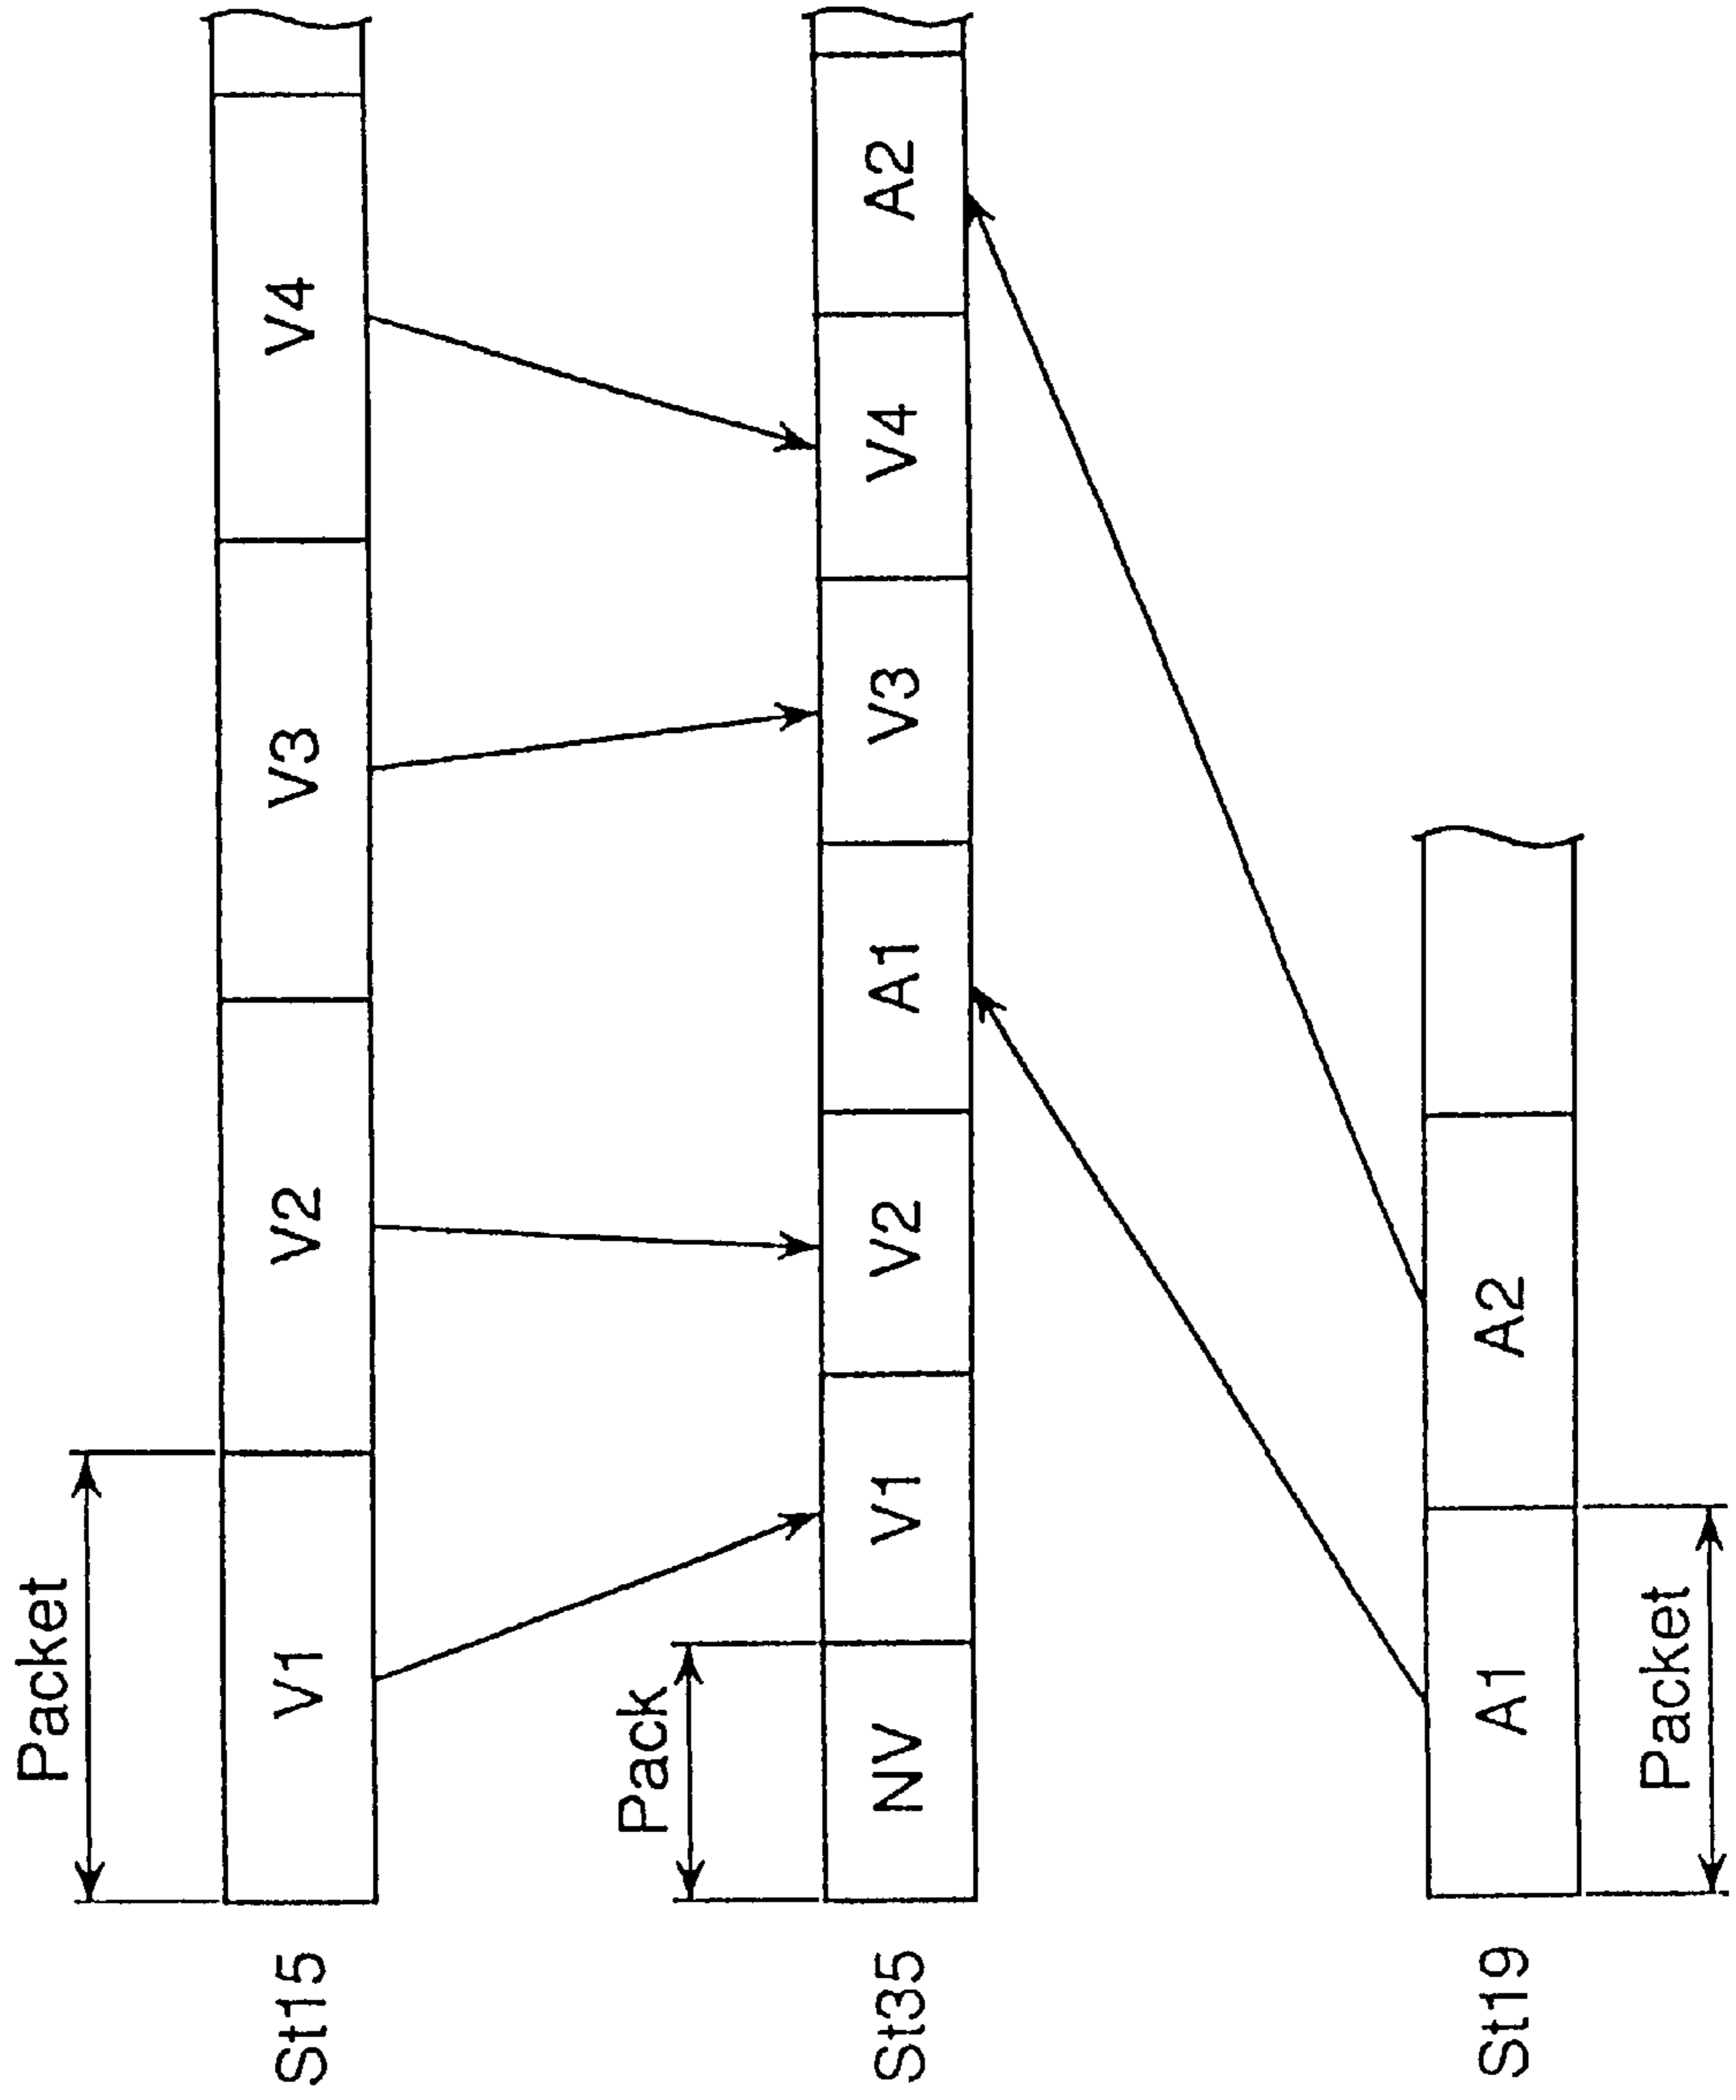 Packet
St15 V1 V2 V3 V4
Pack
St35 NV V1 V2 A1 V3 V4 A2
St19 A1 A2
Packet